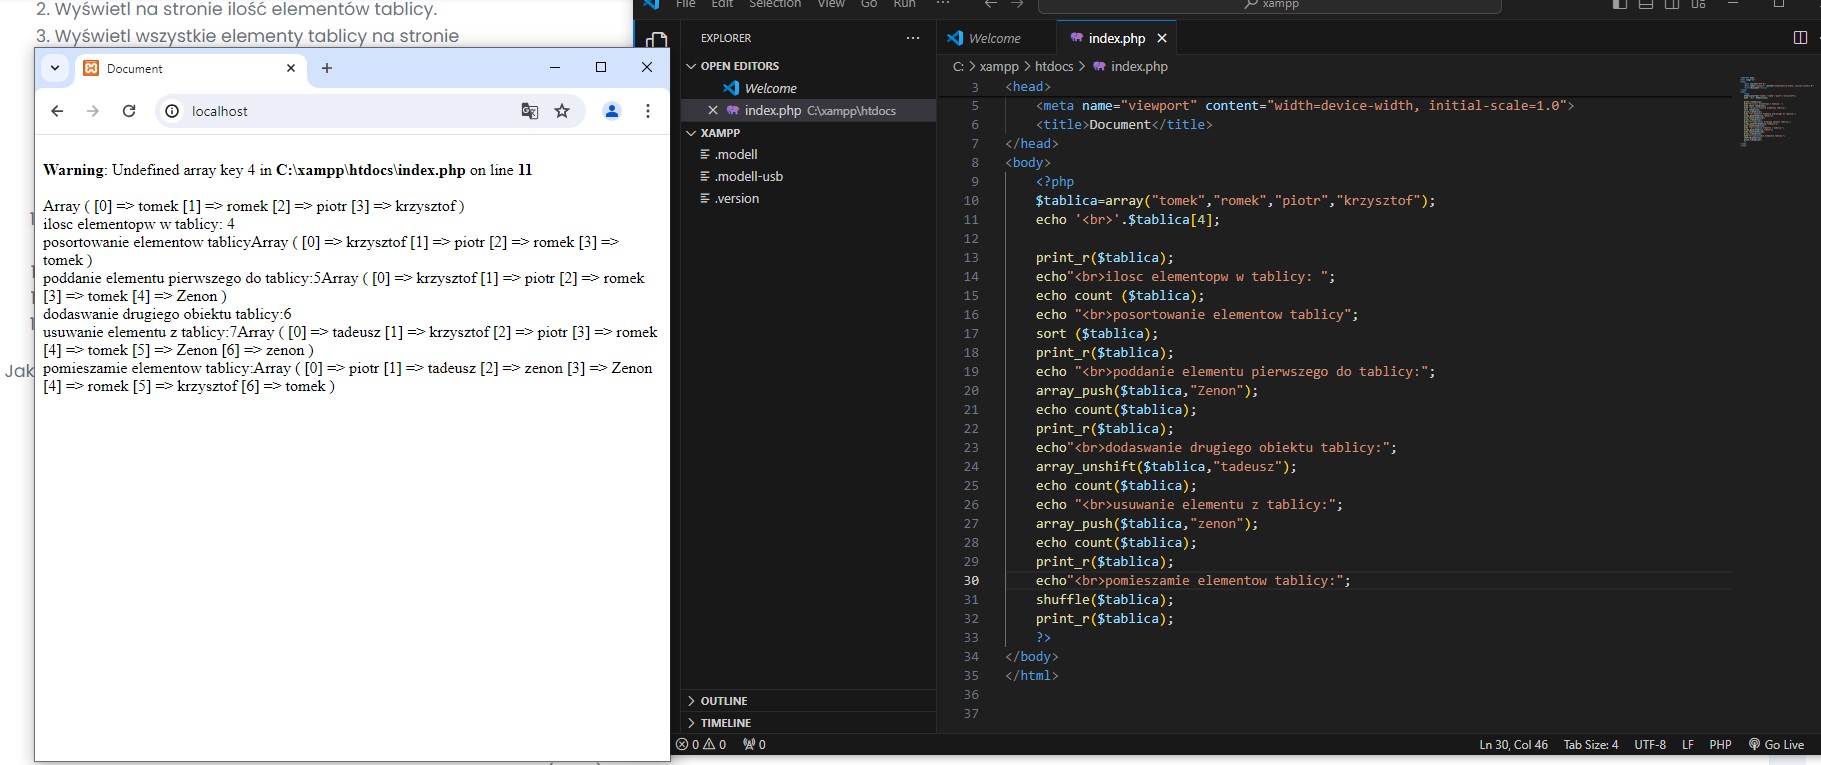 2. Wyświetl na stronie ilość elementów tablicy.
3. Wyświetl wszystkie elementy tablicy na stronie
Jak
Document
localhost
Warning: Undefined array key 4 in C:\xampp\htdocs\index.php on line 11
Array ( [0] => tomek [1] => romek [2] => piotr [3] => krzysztof )
ilosc elementopw w tablicy: 4
posortowanie elementow tablicyArray ( [0] => krzysztof [1] => piotr [2] => romek [3] =>
tomek )
poddanie elementu pierwszego do tablicy:5Array ( [0] => krzysztof [1] => piotr [2] => romek
[3] => tomek [4] => Zenon )
dodaswanie drugiego obiektu tablicy:6
usuwanie elementu z tablicy:7Array ( [0] => tadeusz [1] => krzysztof [2] => piotr [3] => romek
[4] => tomek [5] => Zenon [6] => zenon )
pomieszamie elementow tablicy:Array ( [0] => piotr [1] => tadeusz [2] => zenon [3] => Zenon
[4] => romek [5] => krzysztof [6] => tomek )
File Edit Selection View Go Run ... xampp
EXPLORER ...
OPEN EDITORS
Welcome
index.php C:\xampp\htdocs
XAMPP
.modell
.modell-usb
.version
OUTLINE
TIMELINE
Welcome index.php
C: > xampp > htdocs > index.php
3 <head>
5 <meta name="viewport" content="width=device-width, initial-scale=1.0">
6 <title>Document</title>
7 </head>
8 <body>
9 <?php
10 $tablica=array("tomek","romek","piotr","krzysztof");
11 echo '<br>'.$tablica[4];
12
13 print_r($tablica);
14 echo"<br>ilosc elementopw w tablicy: ";
15 echo count ($tablica);
16 echo "<br>posortowanie elementow tablicy";
17 sort ($tablica);
18 print_r($tablica);
19 echo "<br>poddanie elementu pierwszego do tablicy:";
20 array_push($tablica,"Zenon");
21 echo count($tablica);
22 print_r($tablica);
23 echo"<br>dodaswanie drugiego obiektu tablicy:";
24 array_unshift($tablica,"tadeusz");
25 echo count($tablica);
26 echo "<br>usuwanie elementu z tablicy:";
27 array_push($tablica,"zenon");
28 echo count($tablica);
29 print_r($tablica);
30 echo"<br>pomieszamie elementow tablicy:";
31 shuffle($tablica);
32 print_r($tablica);
33 ?>
34 </body>
35 </html>
36
37
0 0 0 Ln 30, Col 46 Tab Size: 4 UTF-8 LF PHP Go Live